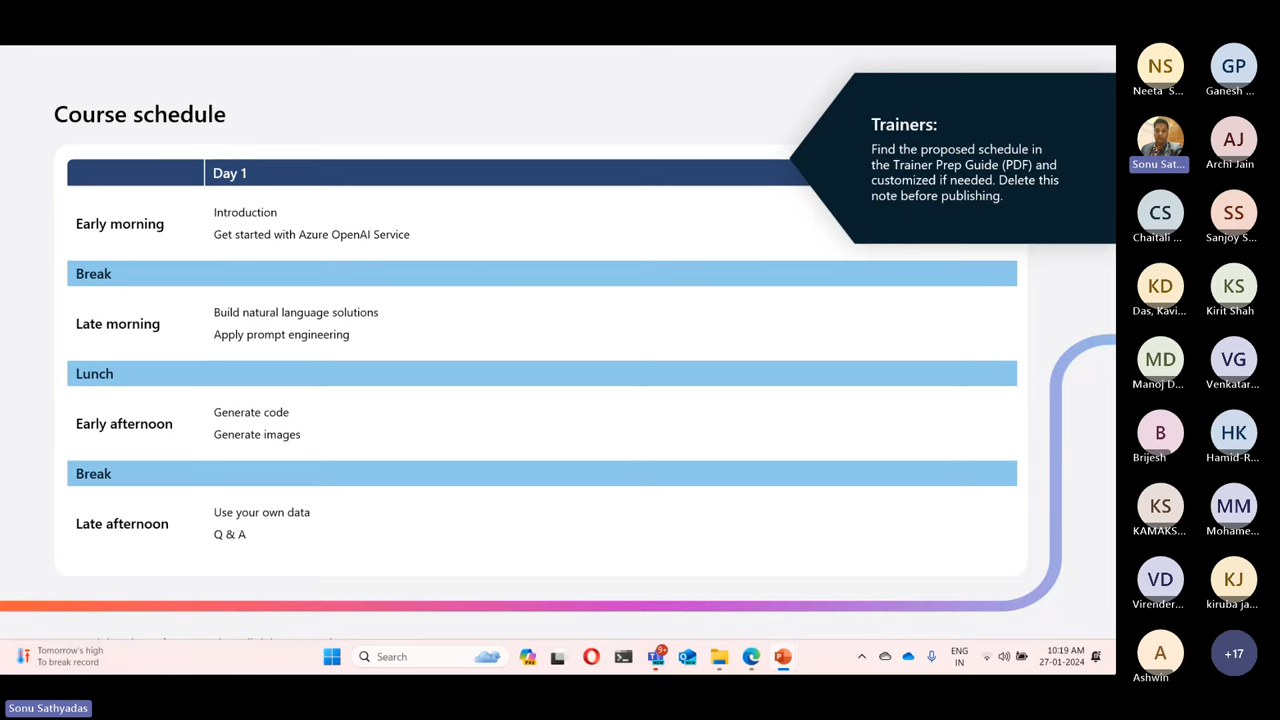 Course schedule
Trainers:
Find the proposed schedule in
the Trainer Prep Guide (PDF) and
customized if needed. Delete this
note before publishing.
Day 1
Early morning
Introduction
Get started with Azure OpenAI Service
Break
Late morning
Build natural language solutions
Apply prompt engineering
Lunch
Early afternoon
Generate code
Generate images
Break
Late afternoon
Use your own data
Q & A
NS
Neeta S...
GP
Ganesh ...
Sonu Sat...
AJ
Archi Jain
CS
Chaitali ...
SS
Sanjoy S...
KD
Das, Kavi...
KS
Kirit Shah
MD
Manoj D...
VG
Venkatar...
B
Brijesh
HK
Hamid-R...
KS
KAMAKS...
MM
Mohame...
VD
Virender...
KJ
kiruba ja...
A
Ashwin
+17
Tomorrow's high
To break record
Search
9+
NEW
NEW
ENG
IN
10:19 AM
27-01-2024
Sonu Sathyadas